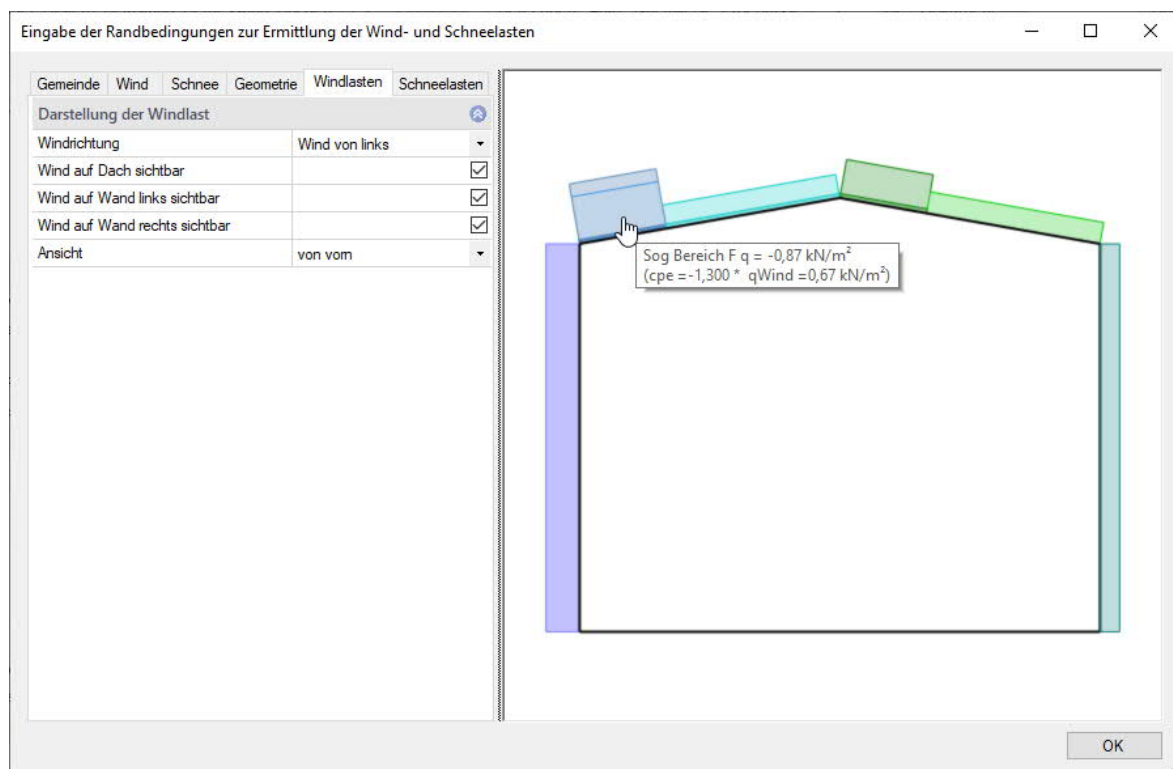 Eingabe der Randbedingungen zur Ermittlung der Wind- und Schneelasten
Gemeinde Wind Schnee Geometrie Windlasten Schneelasten
Darstellung der Windlast
Windrichtung Wind von links
Wind auf Dach sichtbar
Wind auf Wand links sichtbar
Wind auf Wand rechts sichtbar
Ansicht von vorn
Sog Bereich F q = -0,87 kN/m²
(cpe =-1,300 * qWind =0,67 kN/m²)
OK